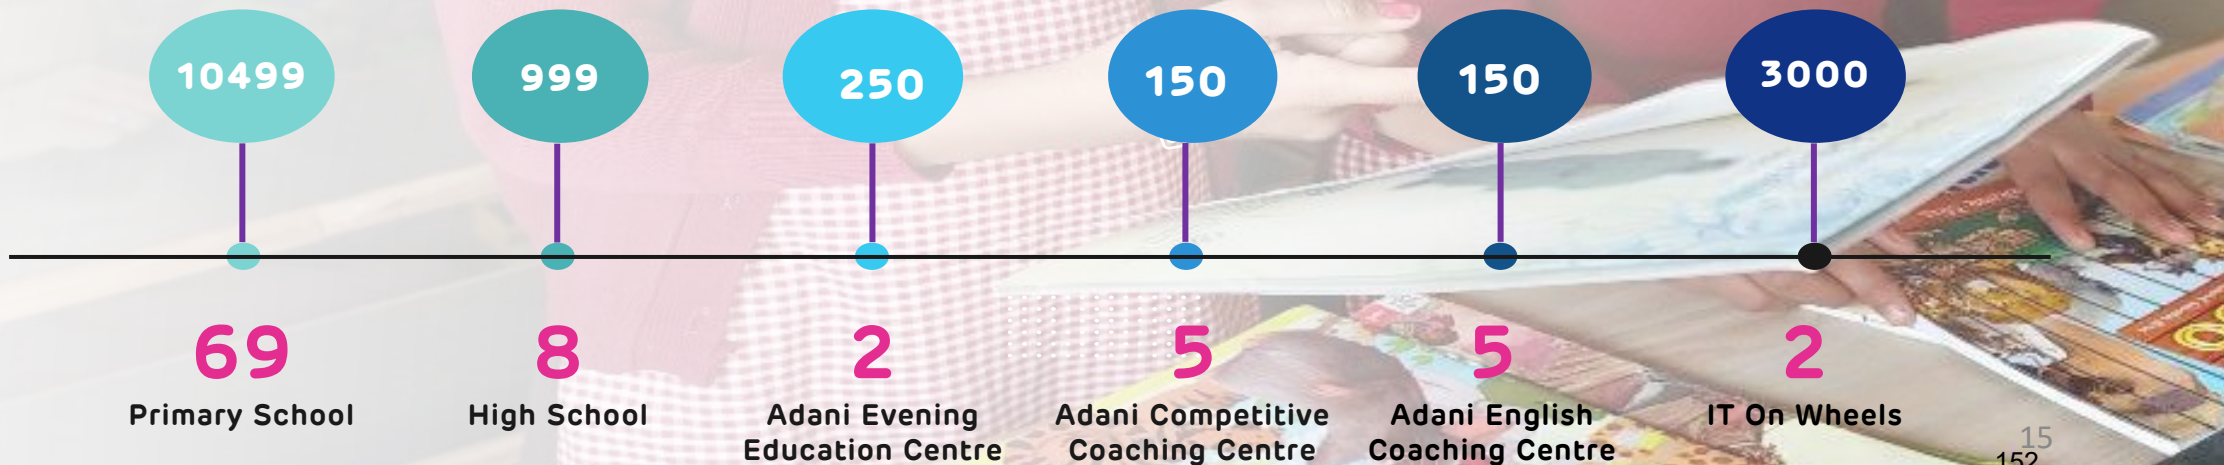 10499
999
250
150
150
3000
69
8
2
5
5
2
Primary School
High School
Adani Evening
Education Centre
Adani Competitive
Coaching Centre
Adani English
Coaching Centre
IT On Wheels
15
152